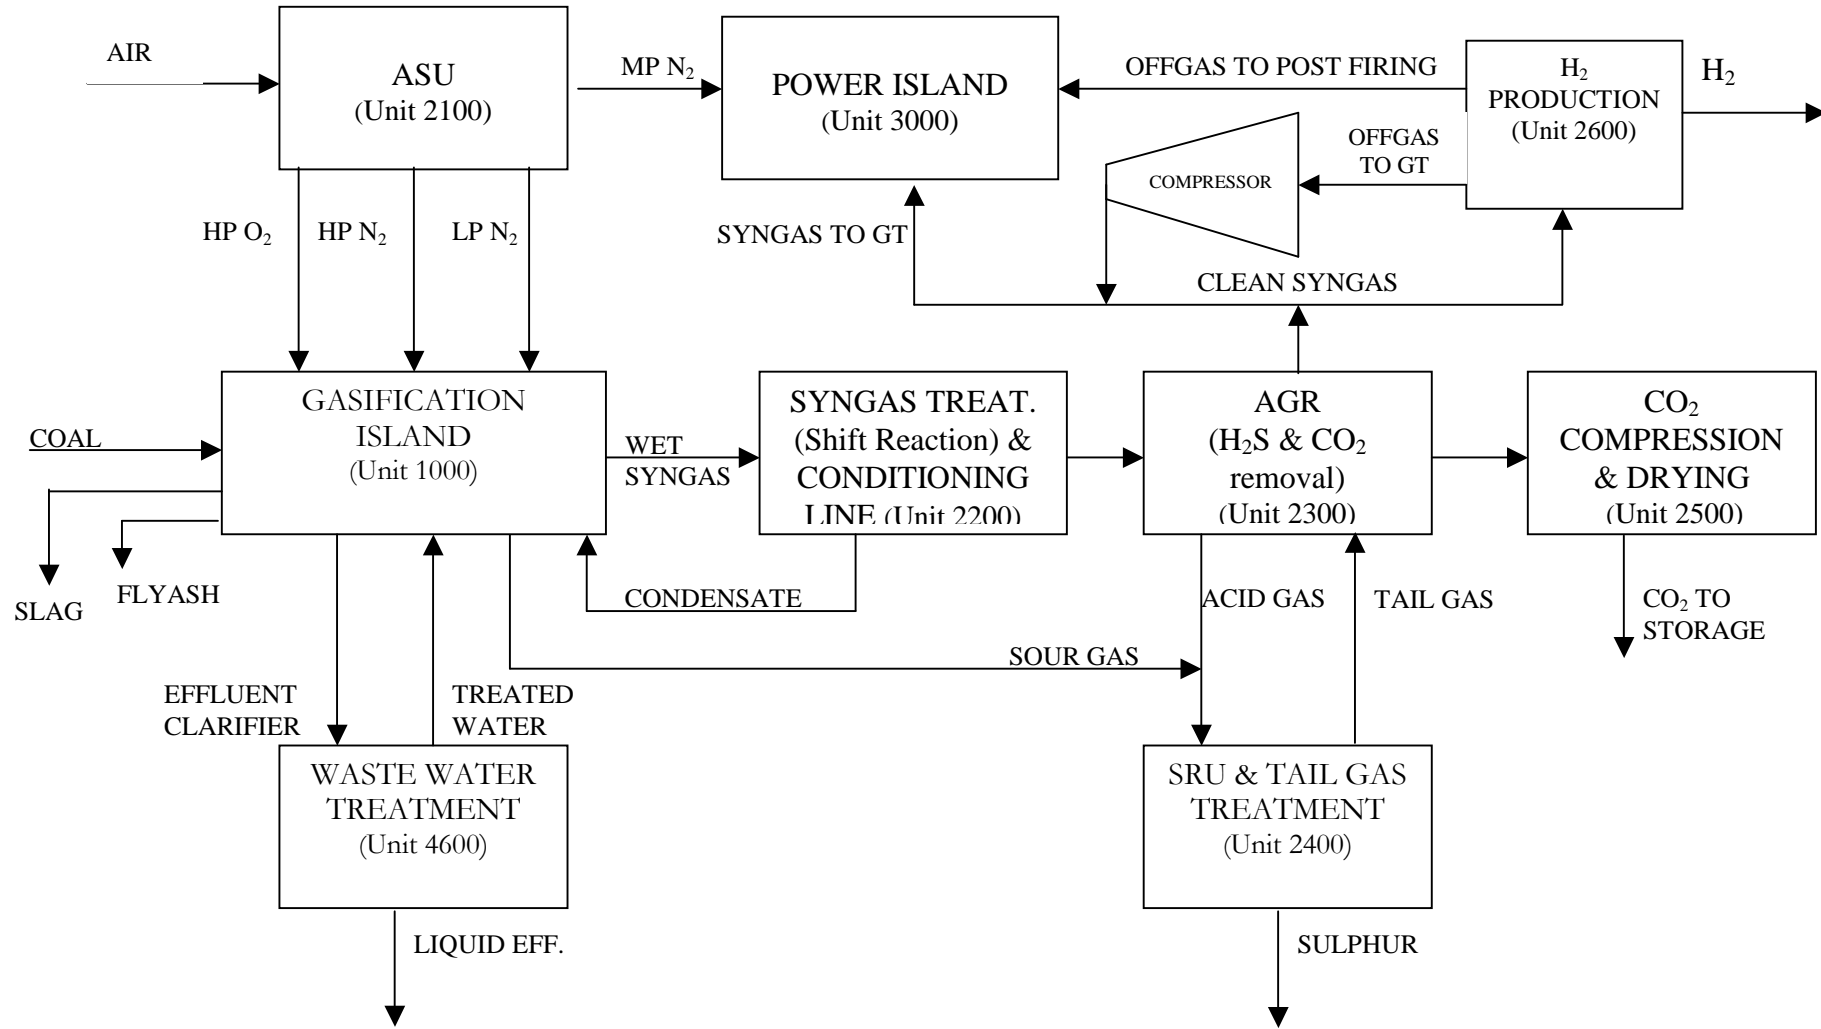 AIR
ASU
(Unit 2100)
MP N₂
POWER ISLAND
(Unit 3000)
OFFGAS TO POST FIRING
H₂
PRODUCTION
(Unit 2600)
H₂
OFFGAS
TO GT
COMPRESSOR
HP O₂
HP N₂
LP N₂
SYNGAS TO GT
CLEAN SYNGAS
COAL
GASIFICATION
ISLAND
(Unit 1000)
WET
SYNGAS
SYNGAS TREAT.
(Shift Reaction) &
CONDITIONING
LINE (Unit 2200)
AGR
(H₂S & CO₂
removal)
(Unit 2300)
CO₂
COMPRESSION
& DRYING
(Unit 2500)
SLAG
FLYASH
CONDENSATE
ACID GAS
TAIL GAS
CO₂ TO
STORAGE
SOUR GAS
EFFLUENT
CLARIFIER
TREATED
WATER
WASTE WATER
TREATMENT
(Unit 4600)
SRU & TAIL GAS
TREATMENT
(Unit 2400)
LIQUID EFF.
SULPHUR